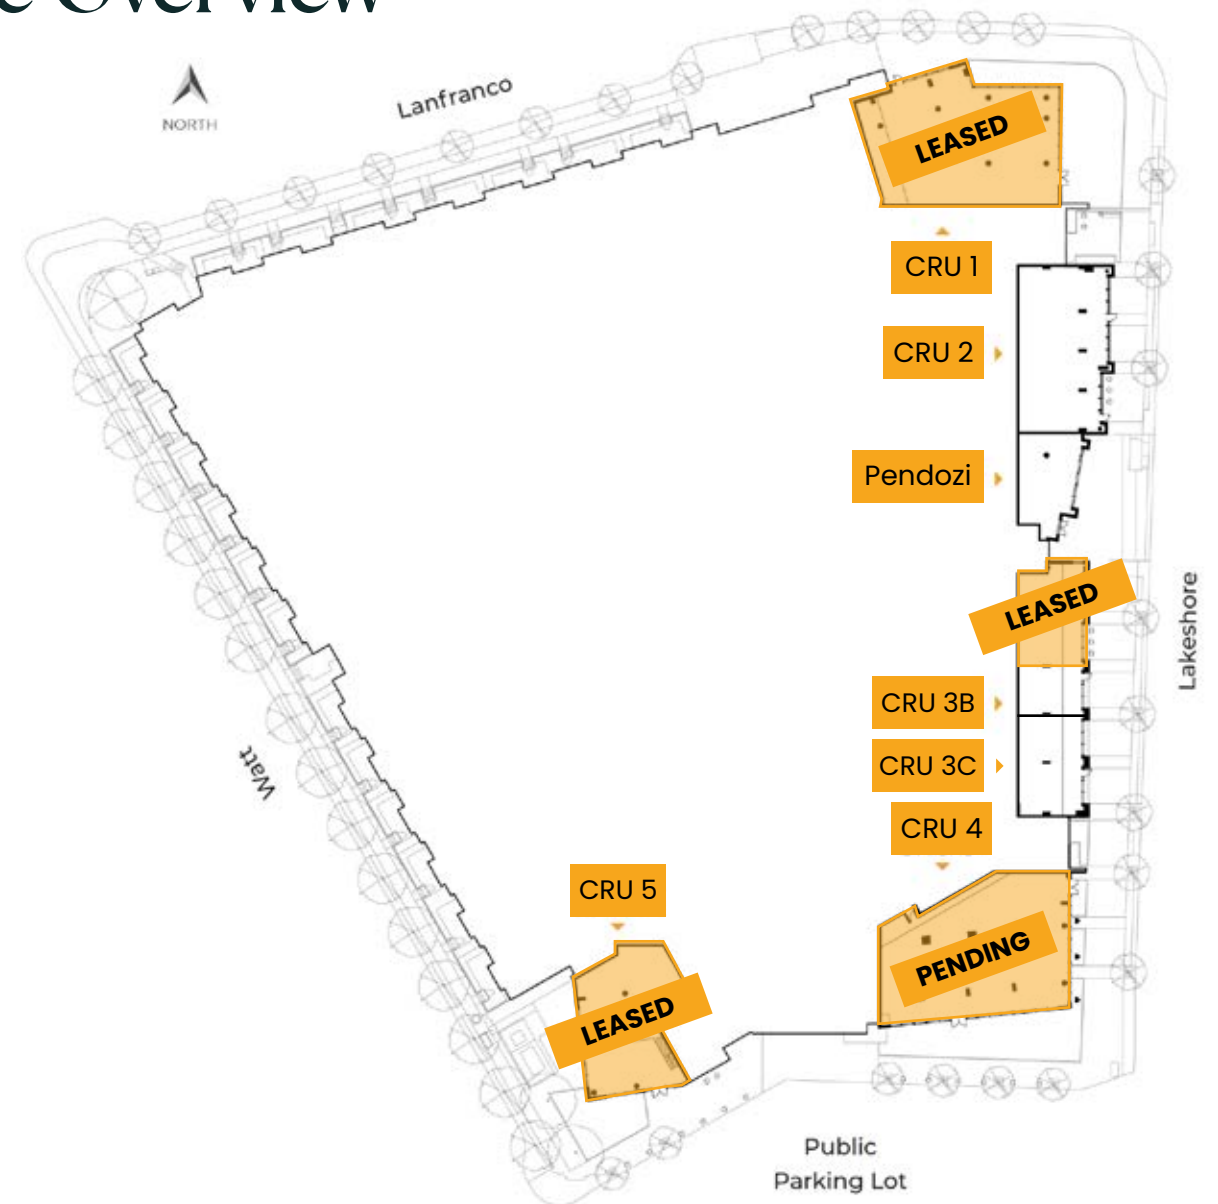 Overview
NORTH
Lanfranco
LEASED
CRU 1
CRU 2
Pendozi
LEASED
Lakeshore
CRU 3B
CRU 3C
Watt
CRU 4
CRU 5
PENDING
LEASED
Public
Parking Lot